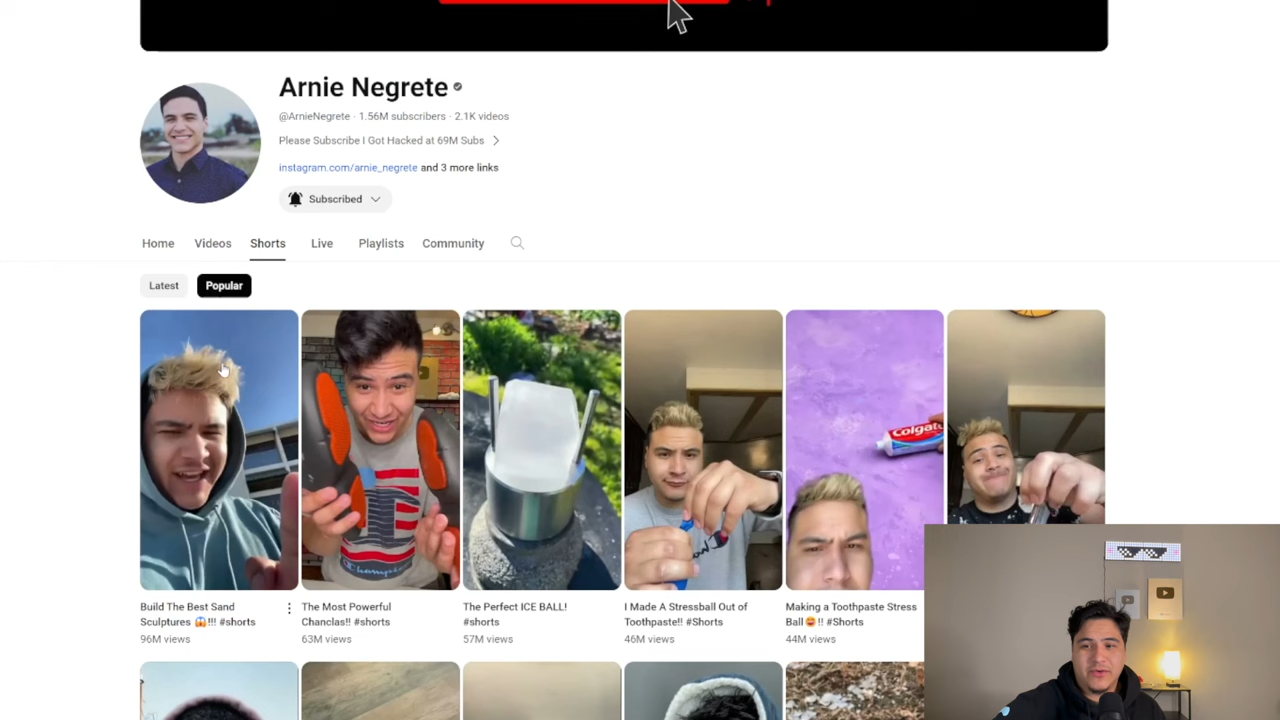 Arnie Negrete
@ArnieNegrete · 1.56M subscribers · 2.1K videos
Please Subscribe I Got Hacked at 69M Subs
instagram.com/arnie_negrete and 3 more links
Subscribed
Home Videos Shorts Live Playlists Community
Latest Popular
Colgate
Champion
Build The Best Sand
Sculptures 😱!!! #shorts
96M views
The Most Powerful
Chanclas!! #shorts
63M views
The Perfect ICE BALL!
#shorts
57M views
I Made A Stressball Out of
Toothpaste!! #Shorts
46M views
Making a Toothpaste Stress
Ball😍!! #Shorts
44M views